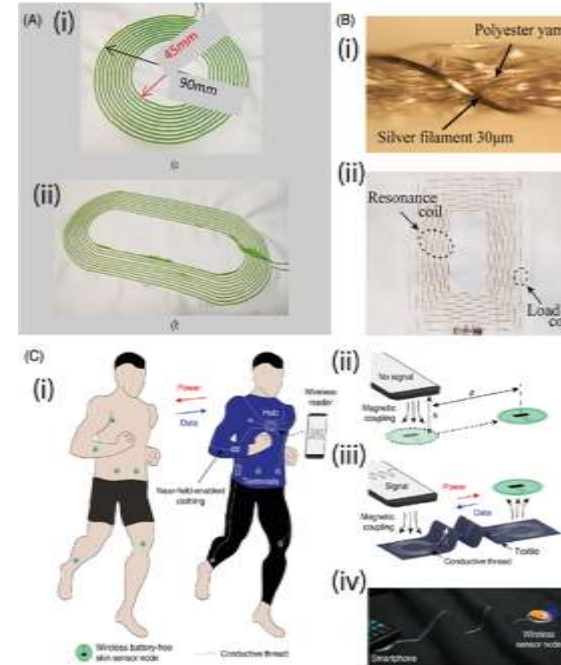 (A)
(i)
45mm
90mm
(ii)
(B)
(i)
Polyester yarn
Silver filament 30μm
(ii)
Resonance
coil
Load
(C)
(i)
Power
Data
Wireless
reader
Hub
Terminals
Near-field-enabled
clothing
Wireless battery-free
skin sensor node
Conductive thread
(ii)
No signal
Magnetic
coupling
d
h
(iii)
Signal
Power
Data
Magnetic
coupling
Textile
Conductive thread
(iv)
Smartphone
Wireless
sensor node